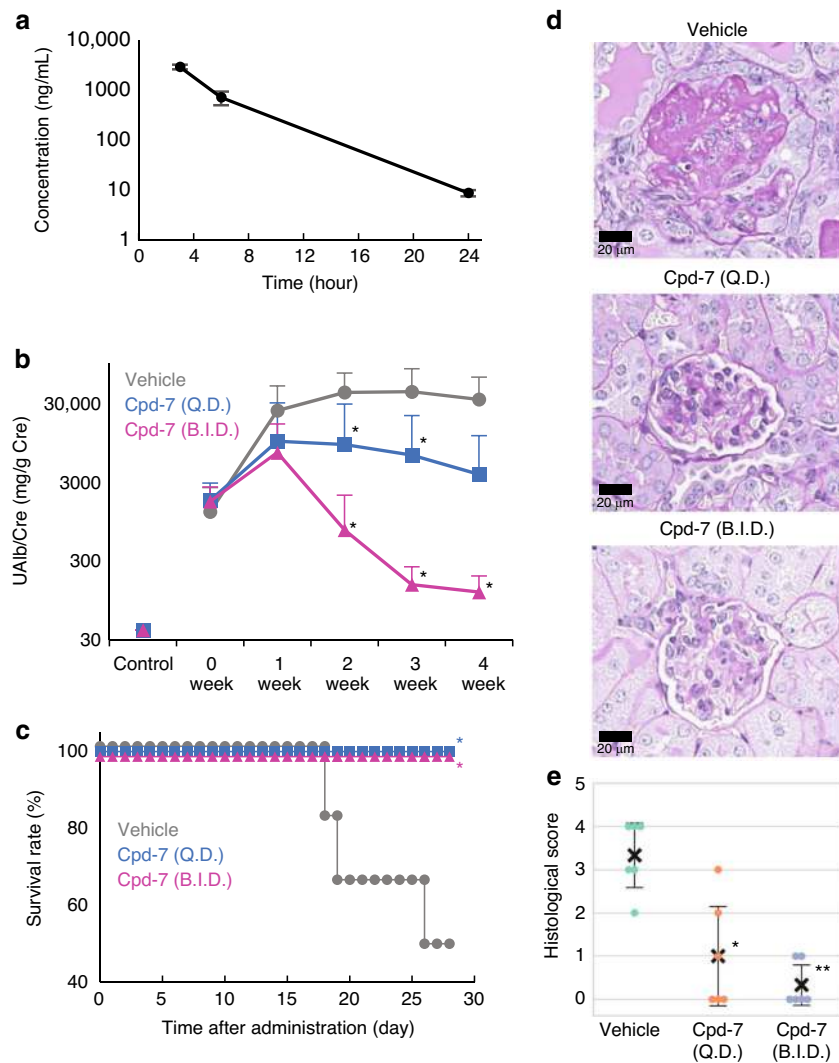 a
10,000
1000
100
10
1
Concentration (ng/mL)
0
4
8
12
16
20
24
Time (hour)
b
Vehicle
Cpd-7 (Q.D.)
Cpd-7 (B.I.D.)
30,000
3000
300
30
UAlb/Cre (mg/g Cre)
*
*
*
*
*
Control
0 week
1 week
2 week
3 week
4 week
c
100
80
60
40
Survival rate (%)
*
*
Vehicle
Cpd-7 (Q.D.)
Cpd-7 (B.I.D.)
0
5
10
15
20
25
30
Time after administration (day)
d
Vehicle
20 μm
Cpd-7 (Q.D.)
20 μm
Cpd-7 (B.I.D.)
20 μm
e
5
4
3
2
1
0
Histological score
*
**
Vehicle
Cpd-7
(Q.D.)
Cpd-7
(B.I.D.)